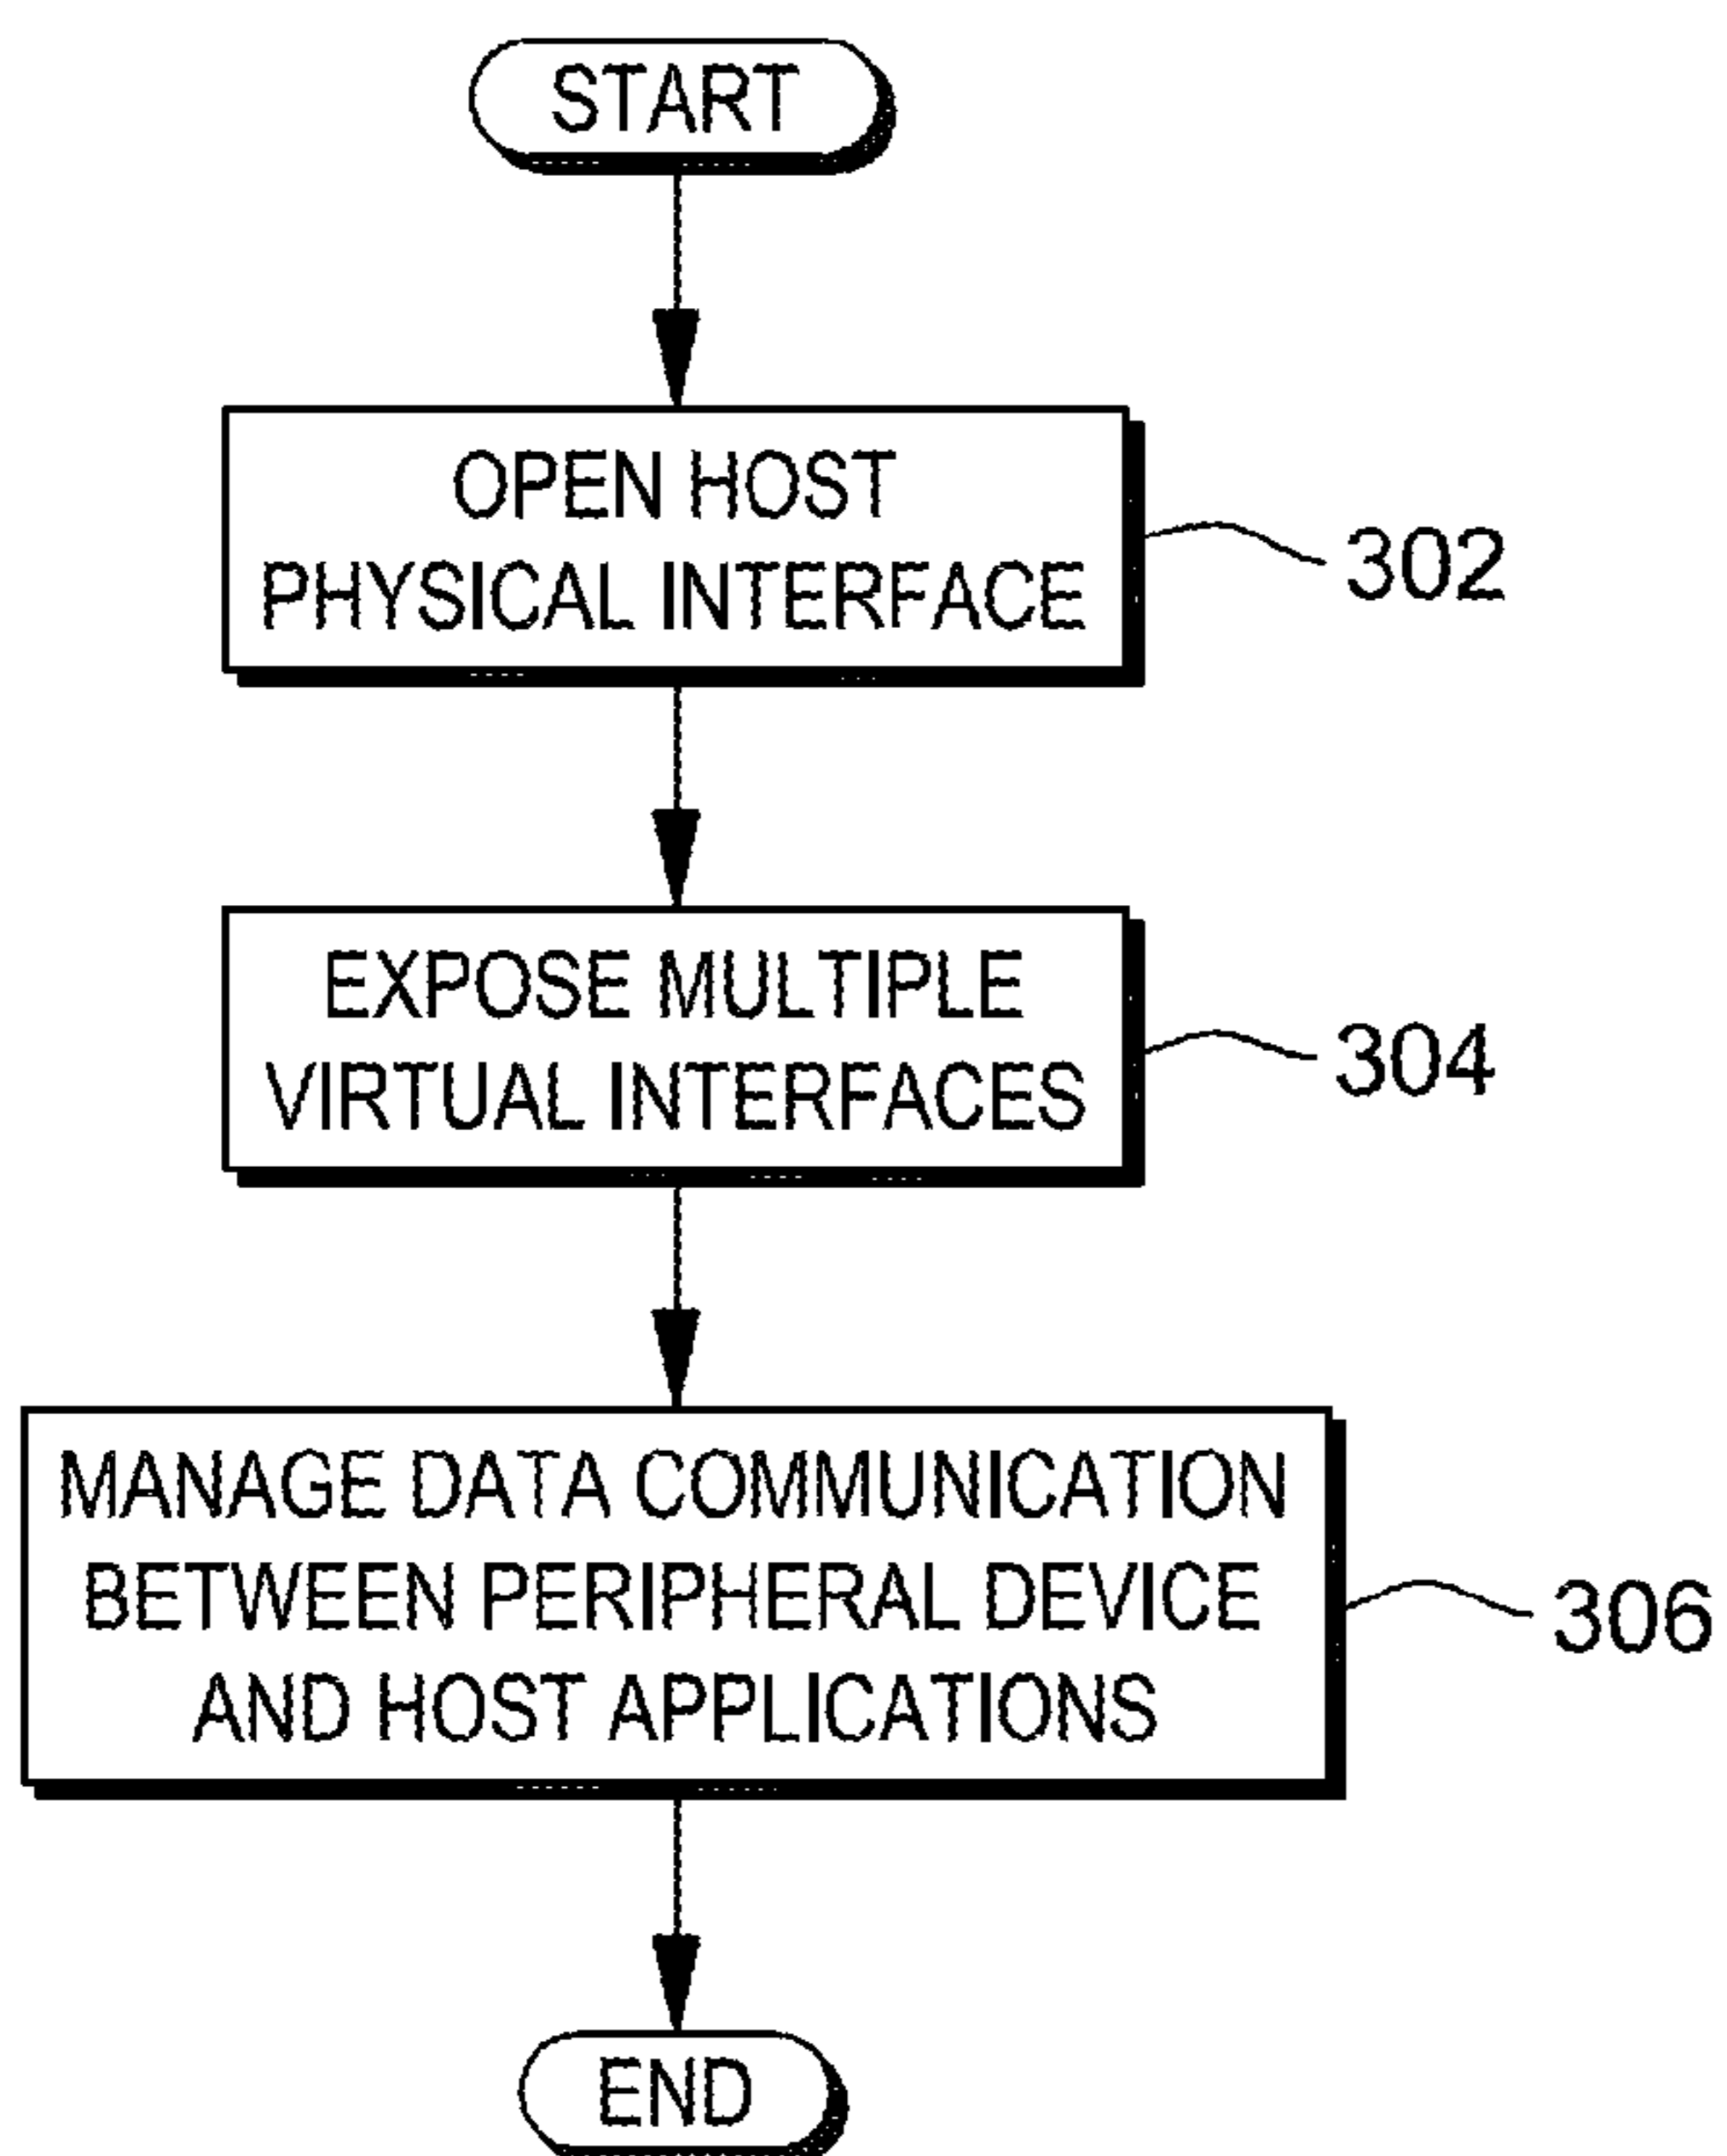 START
OPEN HOST
PHYSICAL INTERFACE
302
EXPOSE MULTIPLE
VIRTUAL INTERFACES
304
MANAGE DATA COMMUNICATION
BETWEEN PERIPHERAL DEVICE
AND HOST APPLICATIONS
306
END